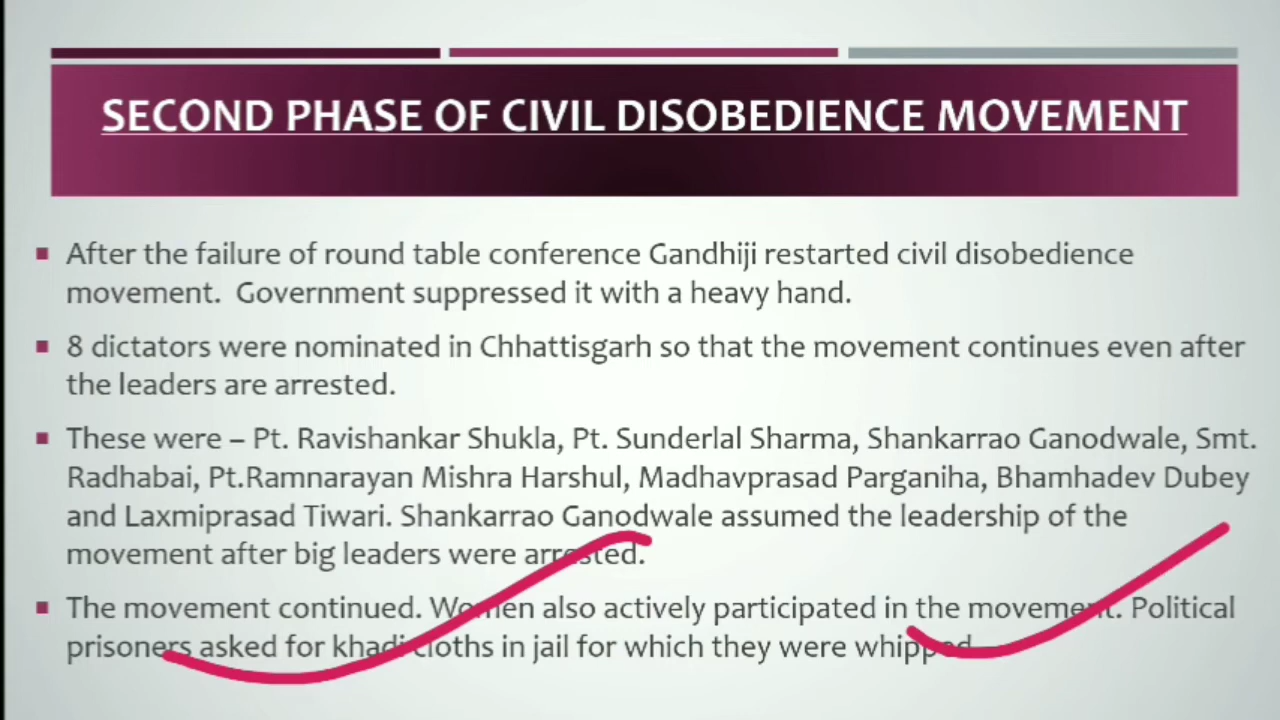 SECOND PHASE OF CIVIL DISOBEDIENCE MOVEMENT
After the failure of round table conference Gandhiji restarted civil disobedience
movement. Government suppressed it with a heavy hand.
8 dictators were nominated in Chhattisgarh so that the movement continues even after
the leaders are arrested.
These were – Pt. Ravishankar Shukla, Pt. Sunderlal Sharma, Shankarrao Ganodwale, Smt.
Radhabai, Pt.Ramnarayan Mishra Harshul, Madhavprasad Parganiha, Bhamhadev Dubey
and Laxmiprasad Tiwari. Shankarrao Ganodwale assumed the leadership of the
movement after big leaders were arrested.
The movement continued. Women also actively participated in the movement. Political
prisoners asked for khadi cloths in jail for which they were whipped